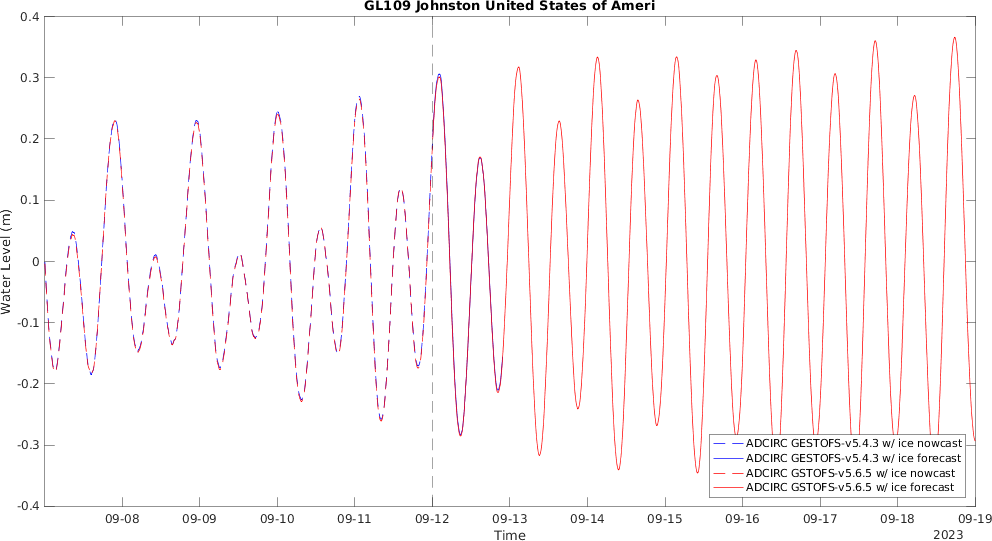 GL109 Johnston United States of Ameri
0.4
0.3
0.2
0.1
0
-0.1
-0.2
-0.3
-0.4
Water Level (m)
09-08 09-09 09-10 09-11 09-12 09-13 09-14 09-15 09-16 09-17 09-18 09-19
Time
2023
ADCIRC GESTOFS-v5.4.3 w/ ice nowcast
ADCIRC GESTOFS-v5.4.3 w/ ice forecast
ADCIRC GSTOFS-v5.6.5 w/ ice nowcast
ADCIRC GSTOFS-v5.6.5 w/ ice forecast